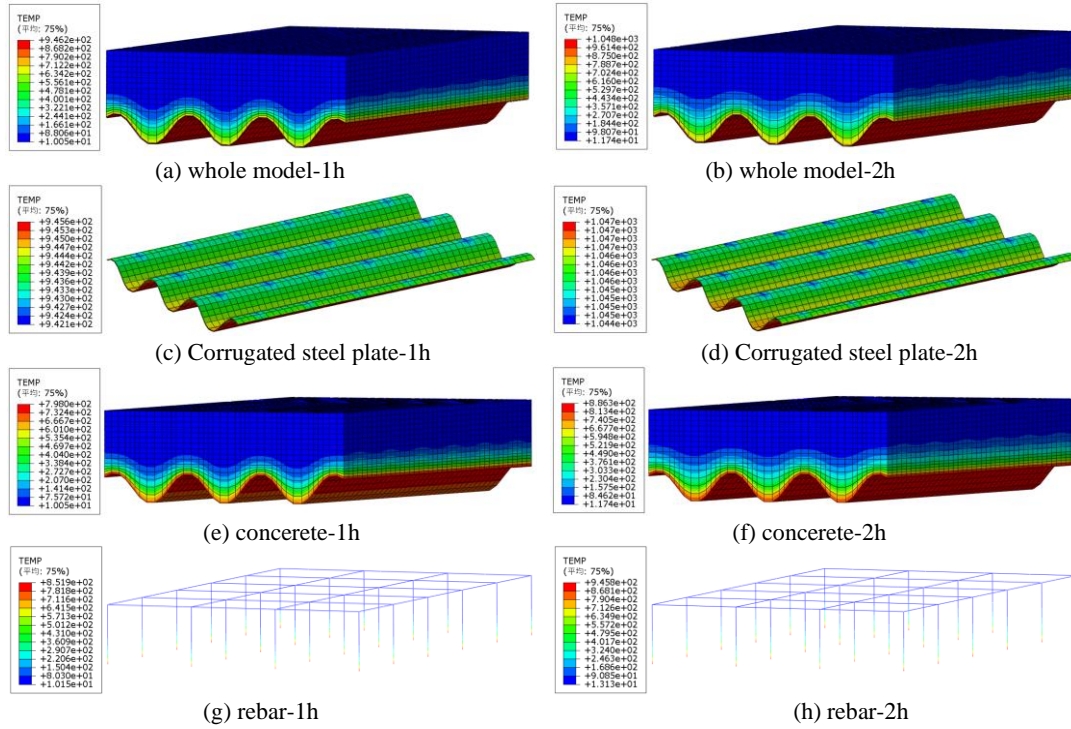 TEMP
(平均: 75%)
+9.462e+02
+8.682e+02
+7.902e+02
+7.122e+02
+6.342e+02
+5.561e+02
+4.781e+02
+4.001e+02
+3.221e+02
+2.441e+02
+1.661e+02
+8.806e+01
+1.005e+01
TEMP
(平均: 75%)
+1.048e+03
+9.614e+02
+8.750e+02
+7.887e+02
+7.024e+02
+6.160e+02
+5.297e+02
+4.434e+02
+3.571e+02
+2.707e+02
+1.844e+02
+9.807e+01
+1.174e+01
(a) whole model-1h
(b) whole model-2h
TEMP
(平均: 75%)
+9.456e+02
+9.453e+02
+9.450e+02
+9.447e+02
+9.444e+02
+9.442e+02
+9.439e+02
+9.436e+02
+9.433e+02
+9.430e+02
+9.427e+02
+9.424e+02
+9.421e+02
TEMP
(平均: 75%)
+1.047e+03
+1.047e+03
+1.047e+03
+1.046e+03
+1.046e+03
+1.046e+03
+1.046e+03
+1.046e+03
+1.045e+03
+1.045e+03
+1.045e+03
+1.045e+03
+1.044e+03
(c) Corrugated steel plate-1h
(d) Corrugated steel plate-2h
TEMP
(平均: 75%)
+7.980e+02
+7.324e+02
+6.667e+02
+6.010e+02
+5.354e+02
+4.697e+02
+4.040e+02
+3.384e+02
+2.727e+02
+2.070e+02
+1.414e+02
+7.572e+01
+1.005e+01
TEMP
(平均: 75%)
+8.863e+02
+8.134e+02
+7.405e+02
+6.677e+02
+5.948e+02
+5.219e+02
+4.490e+02
+3.761e+02
+3.033e+02
+2.304e+02
+1.575e+02
+8.462e+01
+1.174e+01
(e) concerete-1h
(f) concerete-2h
TEMP
(平均: 75%)
+8.519e+02
+7.818e+02
+7.116e+02
+6.415e+02
+5.713e+02
+5.012e+02
+4.310e+02
+3.609e+02
+2.907e+02
+2.206e+02
+1.504e+02
+8.030e+01
+1.015e+01
TEMP
(平均: 75%)
+9.458e+02
+8.681e+02
+7.904e+02
+7.126e+02
+6.349e+02
+5.572e+02
+4.795e+02
+4.017e+02
+3.240e+02
+2.463e+02
+1.686e+02
+9.085e+01
+1.313e+01
(g) rebar-1h
(h) rebar-2h